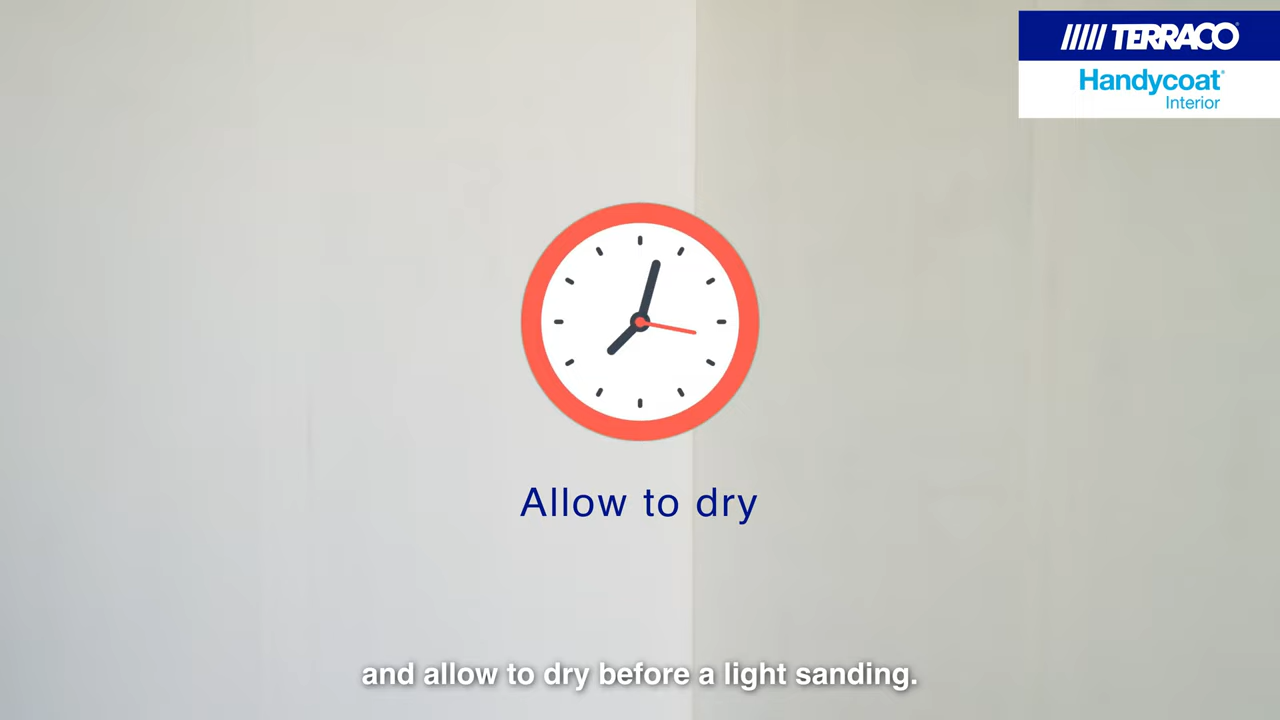 TERRACO®
Handycoat®
Interior
Allow to dry
and allow to dry before a light sanding.